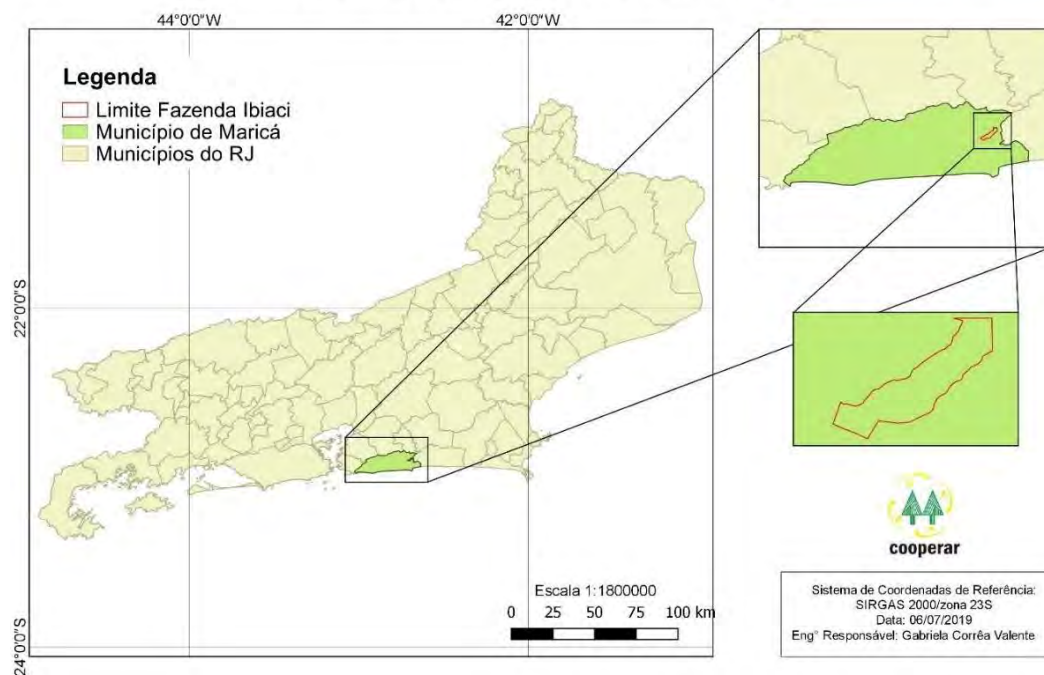 44°0'0"W
42°0'0"W
Legenda
Limite Fazenda Ibiaci
Município de Maricá
Municípios do RJ
22°0'0"S
24°0'0"S
Escala 1:1800000
0 25 50 75 100 km
cooperar
Sistema de Coordenadas de Referência:
SIRGAS 2000/zona 23S
Data: 06/07/2019
Eng° Responsável: Gabriela Corrêa Valente